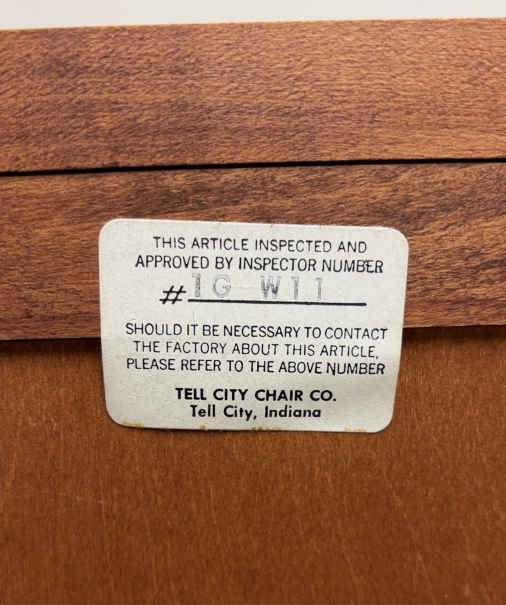 THIS ARTICLE INSPECTED AND
APPROVED BY INSPECTOR NUMBER
# 1G W11
SHOULD IT BE NECESSARY TO CONTACT
THE FACTORY ABOUT THIS ARTICLE,
PLEASE REFER TO THE ABOVE NUMBER
TELL CITY CHAIR CO.
Tell City, Indiana